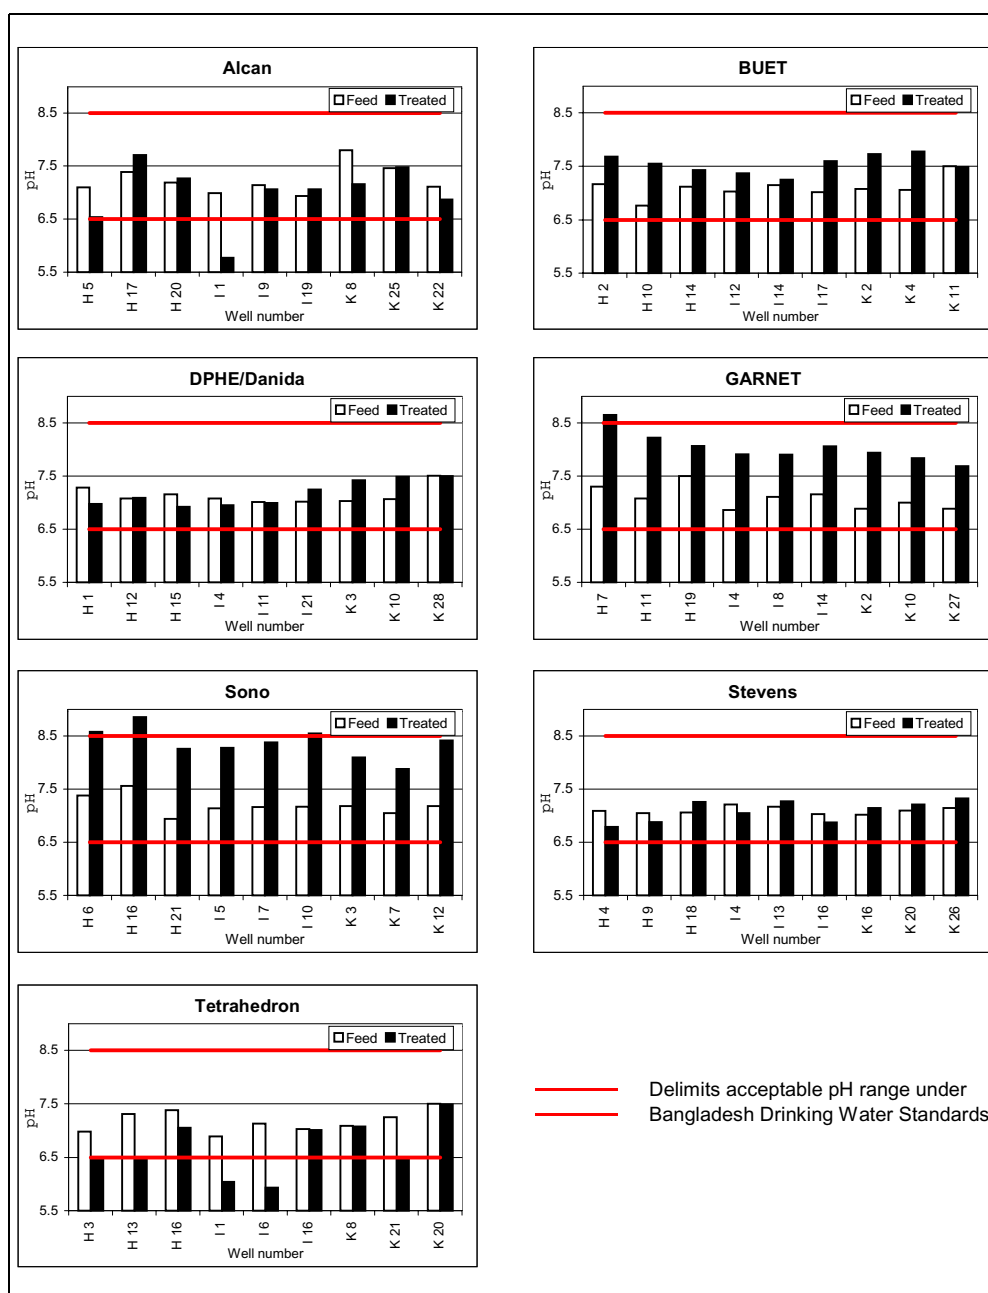 Alcan
Feed Treated
8.5
7.5
6.5
5.5
pH
H 5 H 17 H 20 I 1 I 9 I 19 K 8 K 25 K 22
Well number
BUET
Feed Treated
8.5
7.5
6.5
5.5
pH
H 2 H 10 H 14 I 12 I 14 I 17 K 2 K 4 K 11
Well number
DPHE/Danida
Feed Treated
8.5
7.5
6.5
5.5
pH
H 1 H 12 H 15 I 4 I 11 I 21 K 3 K 10 K 28
Well number
GARNET
Feed Treated
8.5
7.5
6.5
5.5
pH
H 7 H 11 H 19 I 4 I 8 I 14 K 2 K 10 K 27
Well number
Sono
Feed Treated
8.5
7.5
6.5
5.5
pH
H 6 H 16 H 21 I 5 I 7 I 10 K 3 K 7 K 12
Well number
Stevens
Feed Treated
8.5
7.5
6.5
5.5
pH
H 4 H 9 H 18 I 4 I 13 I 16 K 16 K 20 K 26
Well number
Tetrahedron
Feed Treated
8.5
7.5
6.5
5.5
pH
H 3 H 13 H 16 I 1 I 6 I 16 K 8 K 21 K 20
Well number
Delimits acceptable pH range under
Bangladesh Drinking Water Standards